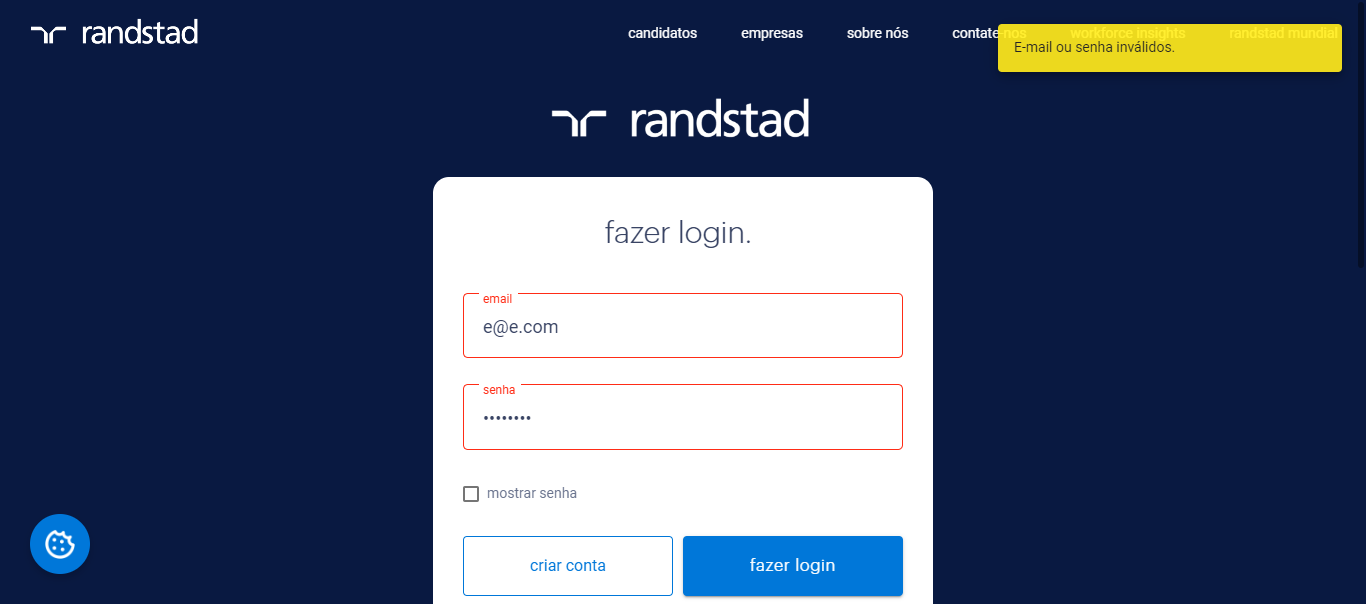 randstad
candidatos empresas sobre nós contate-nos workforce insights randstad mundial
E-mail ou senha inválidos.
randstad
fazer login.
email
e@e.com
senha
••••••••
mostrar senha
criar conta fazer login